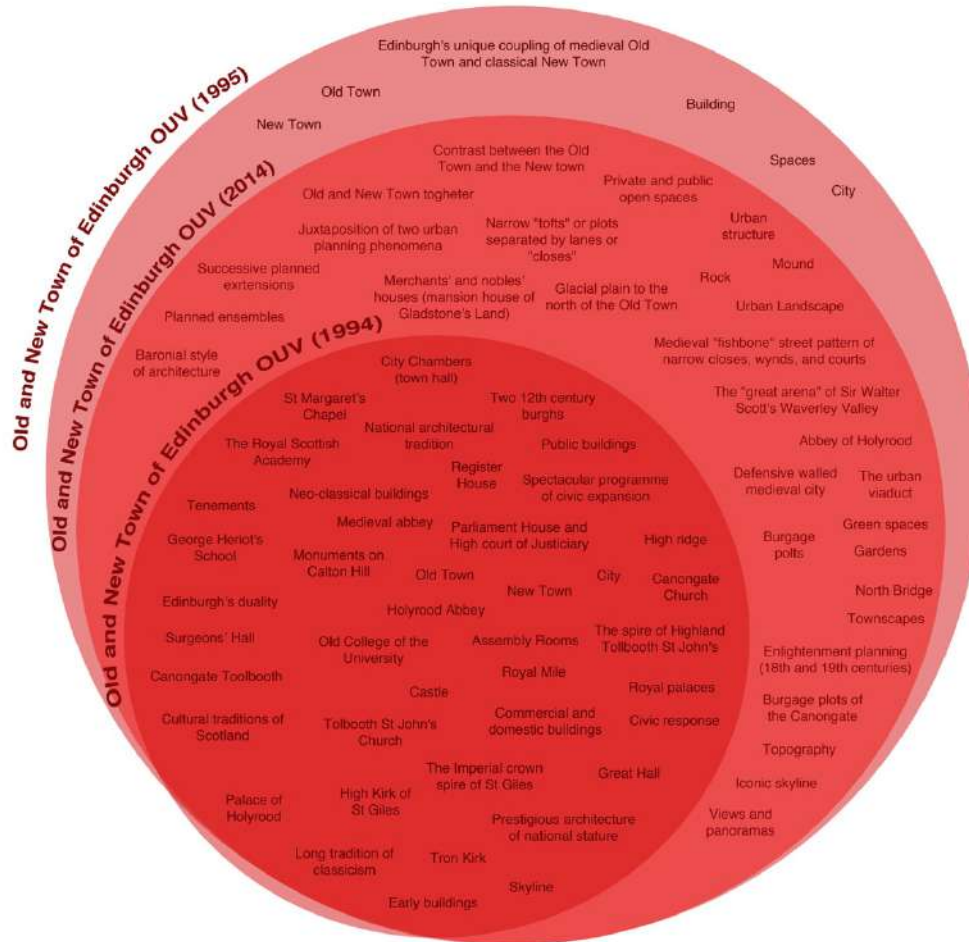 Old and New Town of Edinburgh OUV (1995)
Edinburgh's unique coupling of medieval Old
Town and classical New Town
Old Town
New Town
Building
Spaces
City
Old and New Town of Edinburgh OUV (2014)
Contrast between the Old
Town and the New town
Private and public
open spaces
Old and New Town togheter
Juxtaposition of two urban
planning phenomena
Narrow "tofts" or plots
separated by lanes or
"closes"
Urban
structure
Successive planned
exrtensions
Merchants' and nobles'
houses (mansion house of
Gladstone's Land)
Glacial plain to the
north of the Old Town
Rock
Mound
Urban Landscape
Planned ensembles
Baronial style
of architecture
Medieval "fishbone" street pattern of
narrow closes, wynds, and courts
The "great arena" of Sir Walter
Scott's Waverley Valley
Abbey of Holyrood
Defensive walled
medieval city
The urban
viaduct
Green spaces
Burgage
polts
Gardens
North Bridge
Townscapes
Enlightenment planning
(18th and 19th centuries)
Burgage plots of
the Canongate
Topography
Iconic skyline
Views and
panoramas
Old and New Town of Edinburgh OUV (1994)
City Chambers
(town hall)
St Margaret's
Chapel
Two 12th century
burghs
National architectural
tradition
The Royal Scottish
Academy
Public buildings
Register
House
Spectacular programme
of civic expansion
Neo-classical buildings
Tenements
Medieval abbey
Parliament House and
High court of Justiciary
High ridge
George Heriot's
School
Monuments on
Calton Hill
Old Town
City
New Town
Canongate
Church
Edinburgh's duality
Holyrood Abbey
Surgeons' Hall
Old College of the
University
Assembly Rooms
The spire of Highland
Tollbooth St John's
Canongate Toolbooth
Royal Mile
Castle
Royal palaces
Cultural traditions of
Scotland
Tolbooth St John's
Church
Commercial and
domestic buildings
Civic response
The Imperial crown
spire of St Giles
Great Hall
Palace of
Holyrood
High Kirk of
St Giles
Prestigious architecture
of national stature
Long tradition of
classicism
Tron Kirk
Skyline
Early buildings